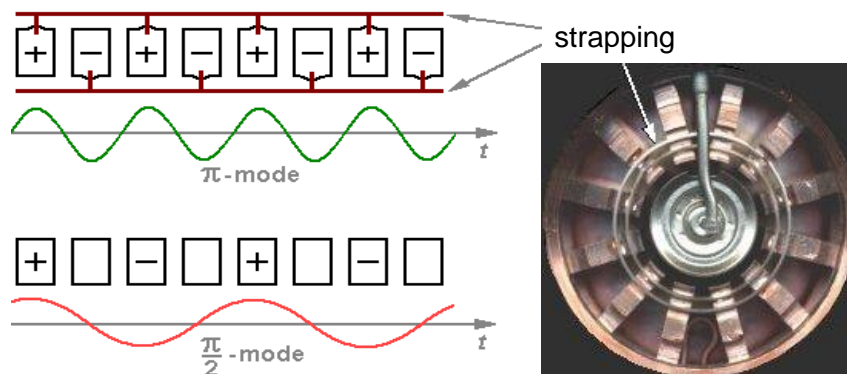 strapping
+ − + − + − + −
t
π-mode
+ − + −
t
π/2-mode